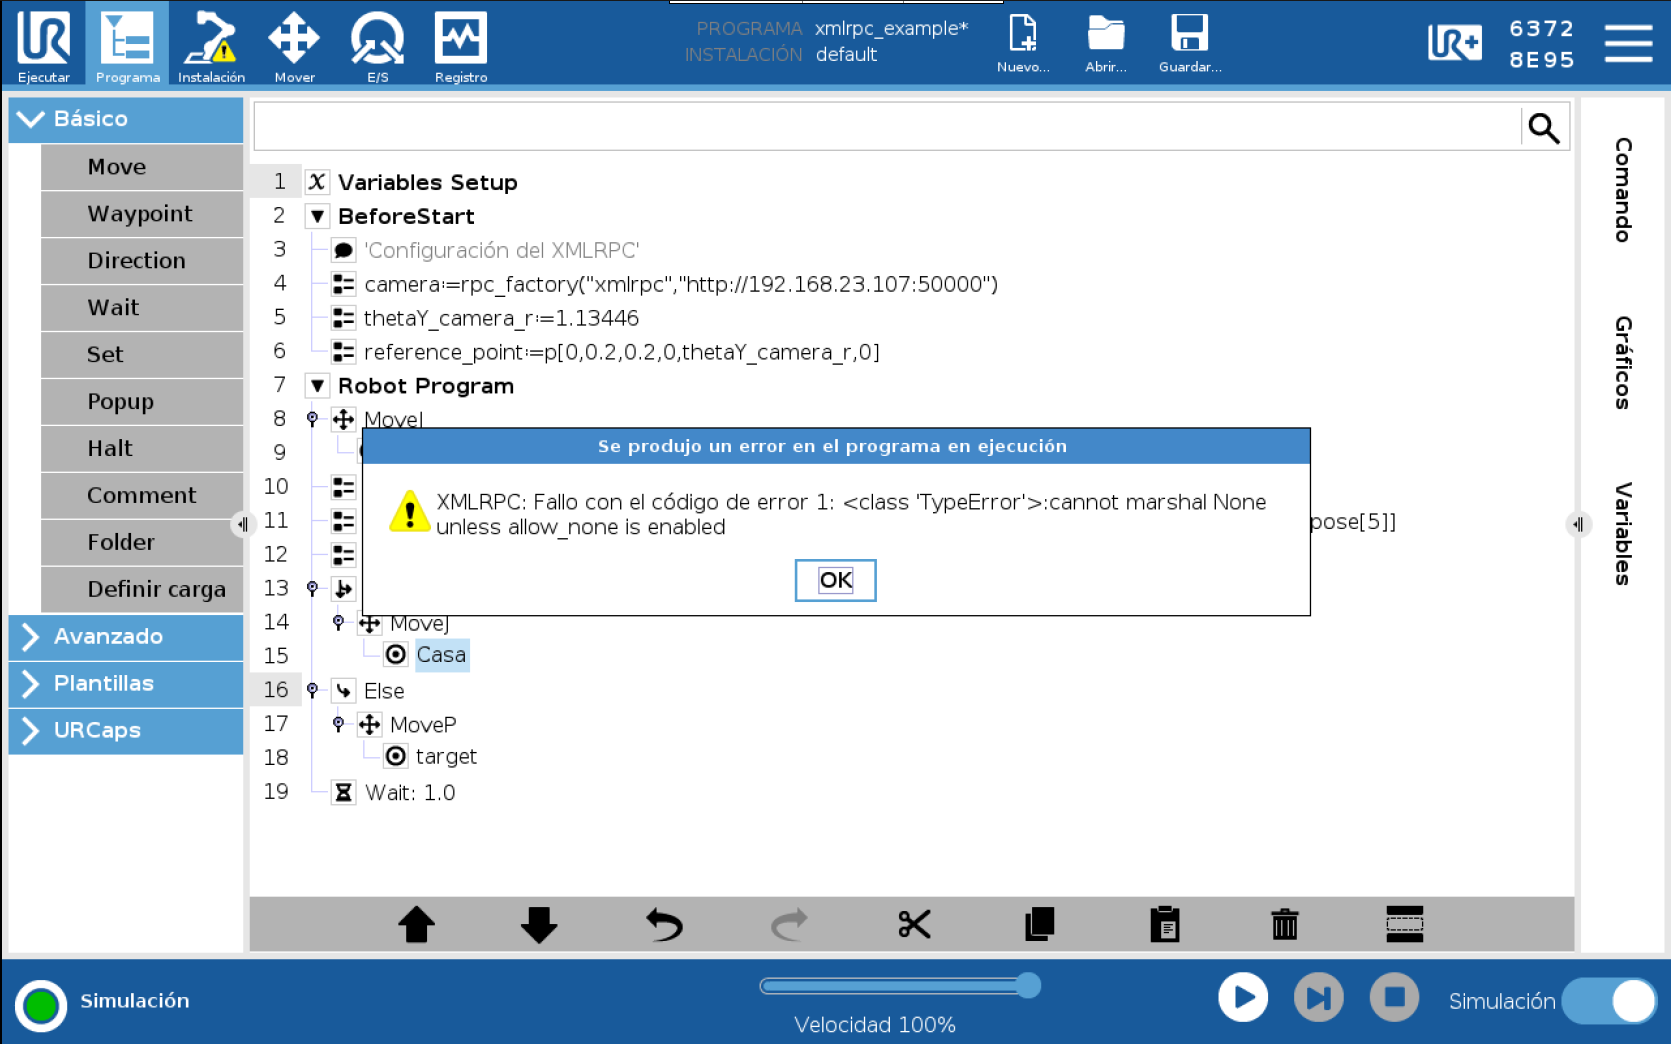 PROGRAMA xmlrpc_example*
INSTALACIÓN default
Ejecutar
Programa
Instalación
Mover
E/S
Registro
Nuevo...
Abrir...
Guardar...
UR+
6372
8E95
Básico
Move
Waypoint
Direction
Wait
Set
Popup
Halt
Comment
Folder
Definir carga
Avanzado
Plantillas
URCaps
1 X Variables Setup
2 BeforeStart
3 'Configuración del XMLRPC'
4 camera:=rpc_factory("xmlrpc","http://192.168.23.107:50000")
5 thetaY_camera_r:=1.13446
6 reference_point:=p[0,0.2,0.2,0,thetaY_camera_r,0]
7 Robot Program
8 MoveJ
9
10
11 pose[5]]
12
13
14 MoveJ
15 Casa
16 Else
17 MoveP
18 target
19 Wait: 1.0
Se produjo un error en el programa en ejecución
XMLRPC: Fallo con el código de error 1: <class 'TypeError'>:cannot marshal None
unless allow_none is enabled
OK
Comando
Gráficos
Variables
Simulación
Velocidad 100%
Simulación